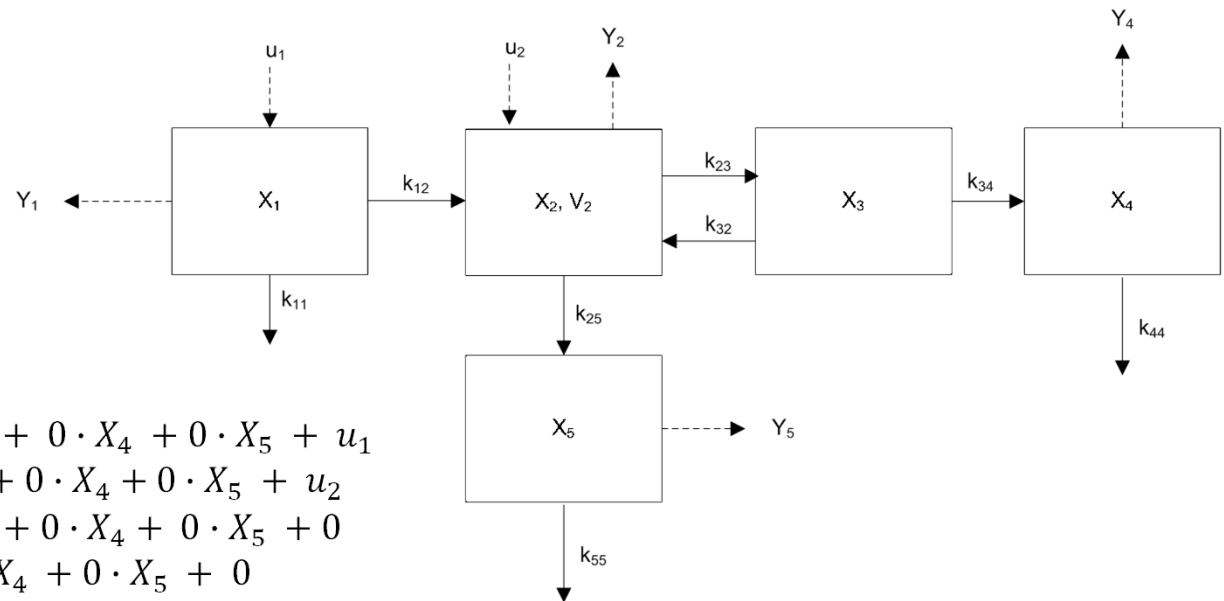 Y₄
u₁
u₂
Y₂
Y₁
X₁
k₁₂
X₂, V₂
k₂₃
k₃₂
X₃
k₃₄
X₄
k₁₁
k₂₅
k₄₄
X₅
Y₅
k₅₅
+ 0 · X₄ + 0 · X₅ + u₁
+ 0 · X₄ + 0 · X₅ + u₂
+ 0 · X₄ + 0 · X₅ + 0
X₄ + 0 · X₅ + 0